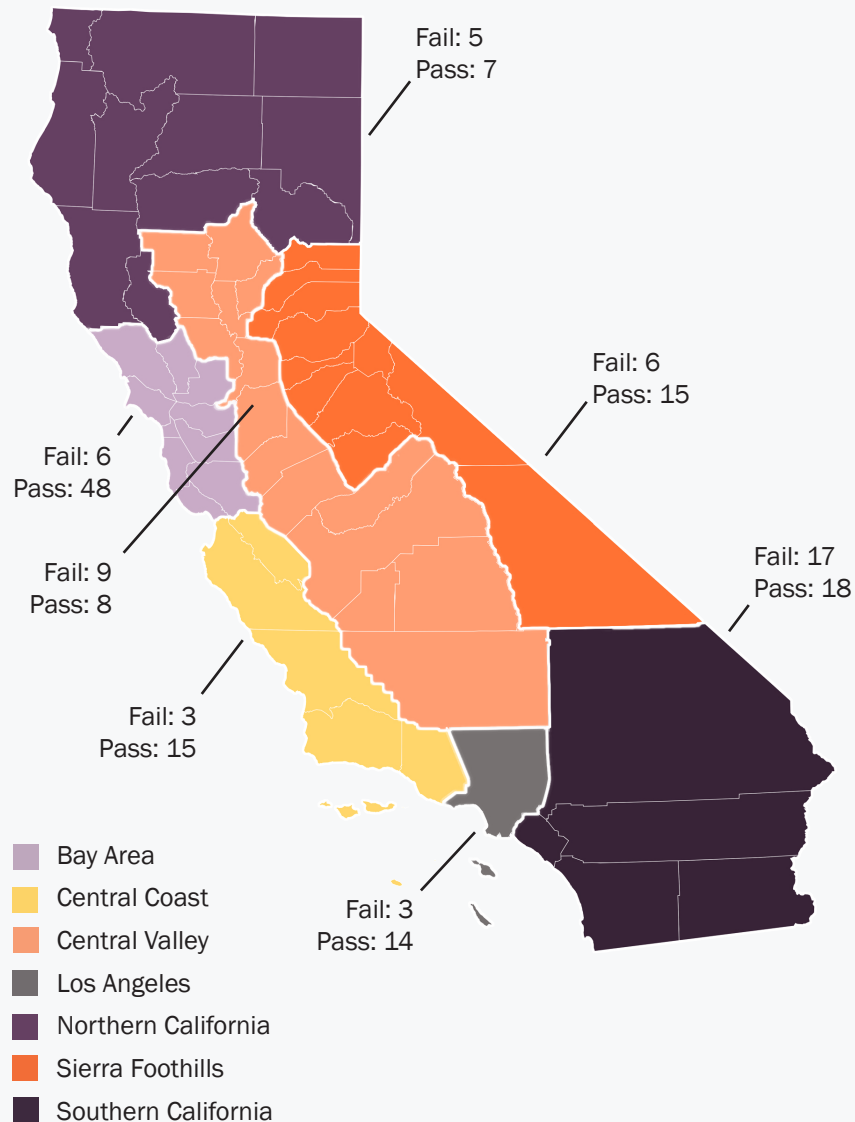 Fail: 5
Pass: 7
Fail: 6
Pass: 15
Fail: 6
Pass: 48
Fail: 9
Pass: 8
Fail: 17
Pass: 18
Fail: 3
Pass: 15
Fail: 3
Pass: 14
Bay Area
Central Coast
Central Valley
Los Angeles
Northern California
Sierra Foothills
Southern California